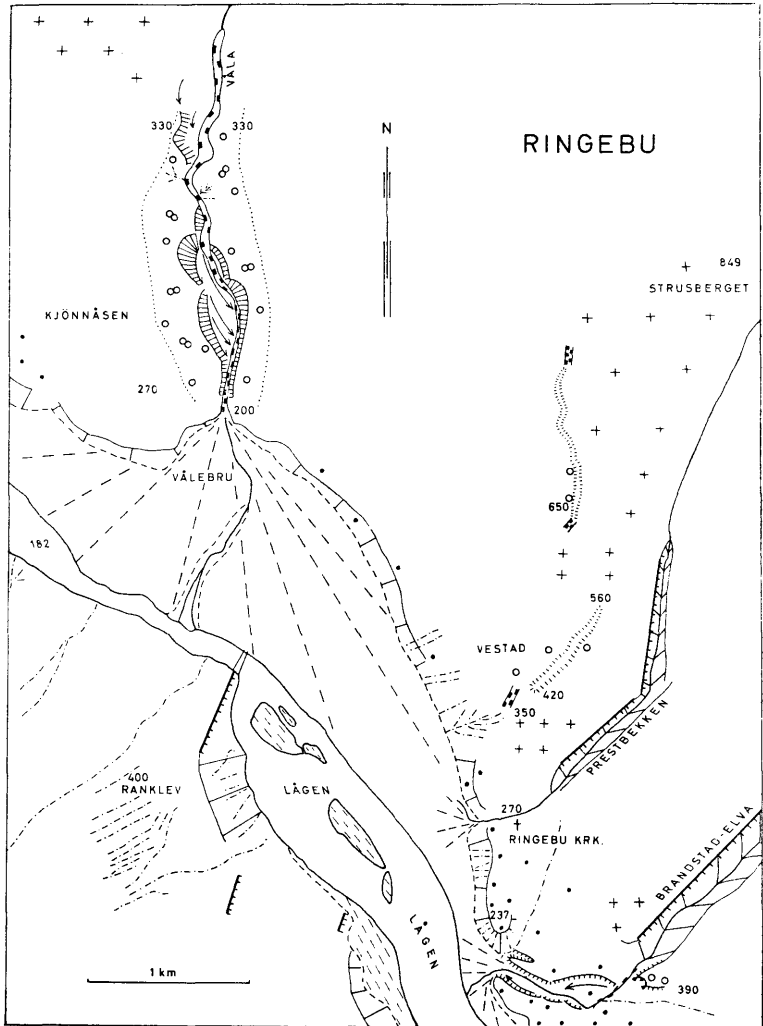 VÅLA
330
330
N
RINGEBU
849
STRUSBERGET
KJÖNNÅSEN
270
200
VÅLEBRU
650
182
560
VESTAD
420
350
PRESTBEKKEN
400
RANKLEV
LÅGEN
270
RINGEBU KRK.
BRANDSTAD-ELVA
237
LÅGEN
1 km
390